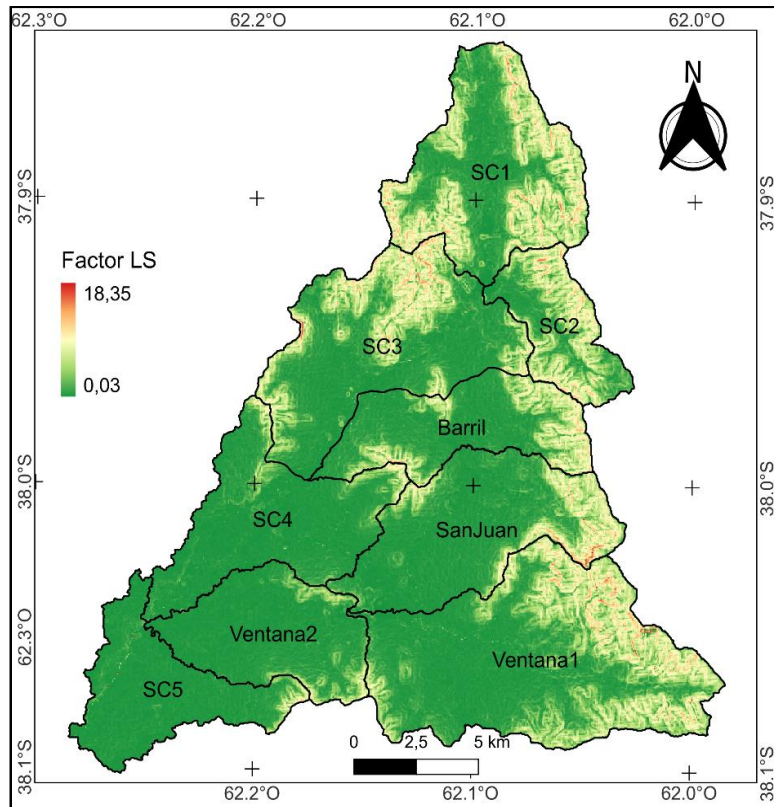 62.3°O 62.2°O 62.1°O 62.0°O
N
37.9°S 37.9°S
SC1
Factor LS
18,35
0,03
SC2
SC3
Barril
38.0°S 38.0°S
SC4
SanJuan
62.3°O
Ventana2
Ventana1
SC5
0 2,5 5 km
38.1°S 38.1°S
62.2°O 62.1°O 62.0°O